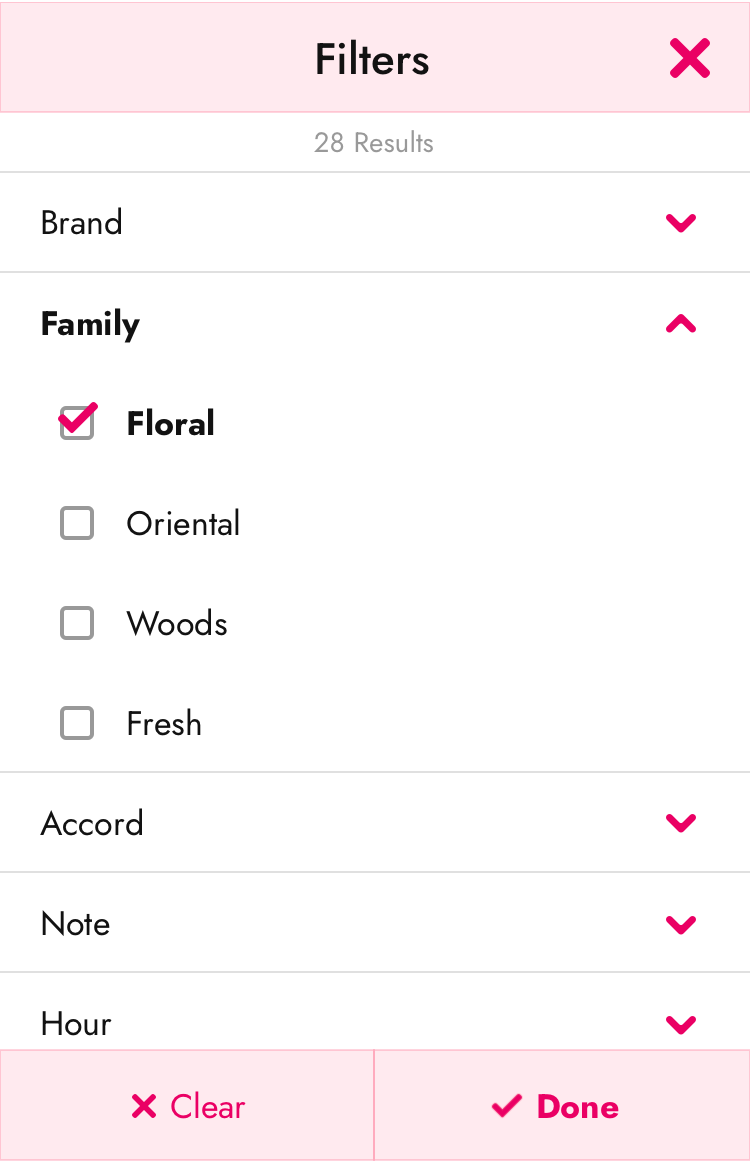 Filters
28 Results
Brand
Family
Floral
Oriental
Woods
Fresh
Accord
Note
Hour
Clear
Done